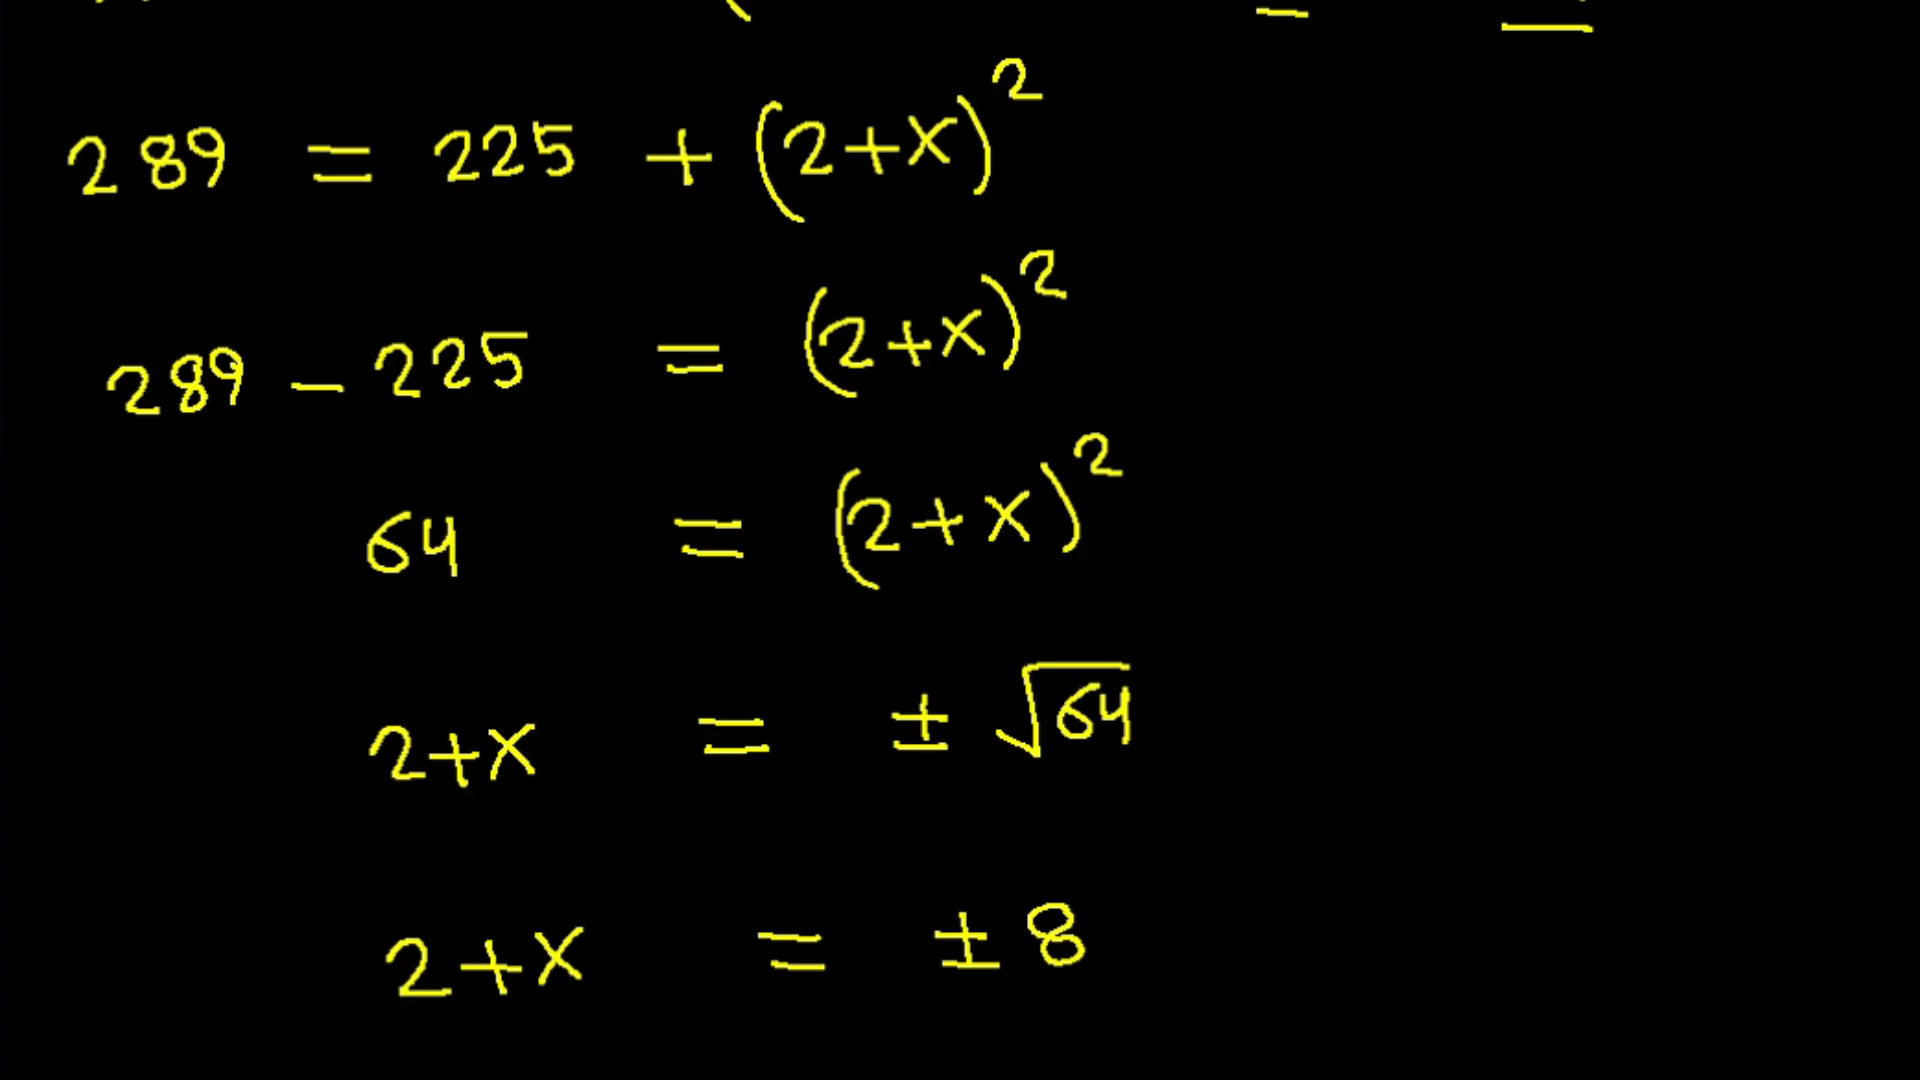 289 = 225 + (2+x)²
289 - 225 = (2+x)²
64 = (2+x)²
2+x = ± √64
2+x = ± 8